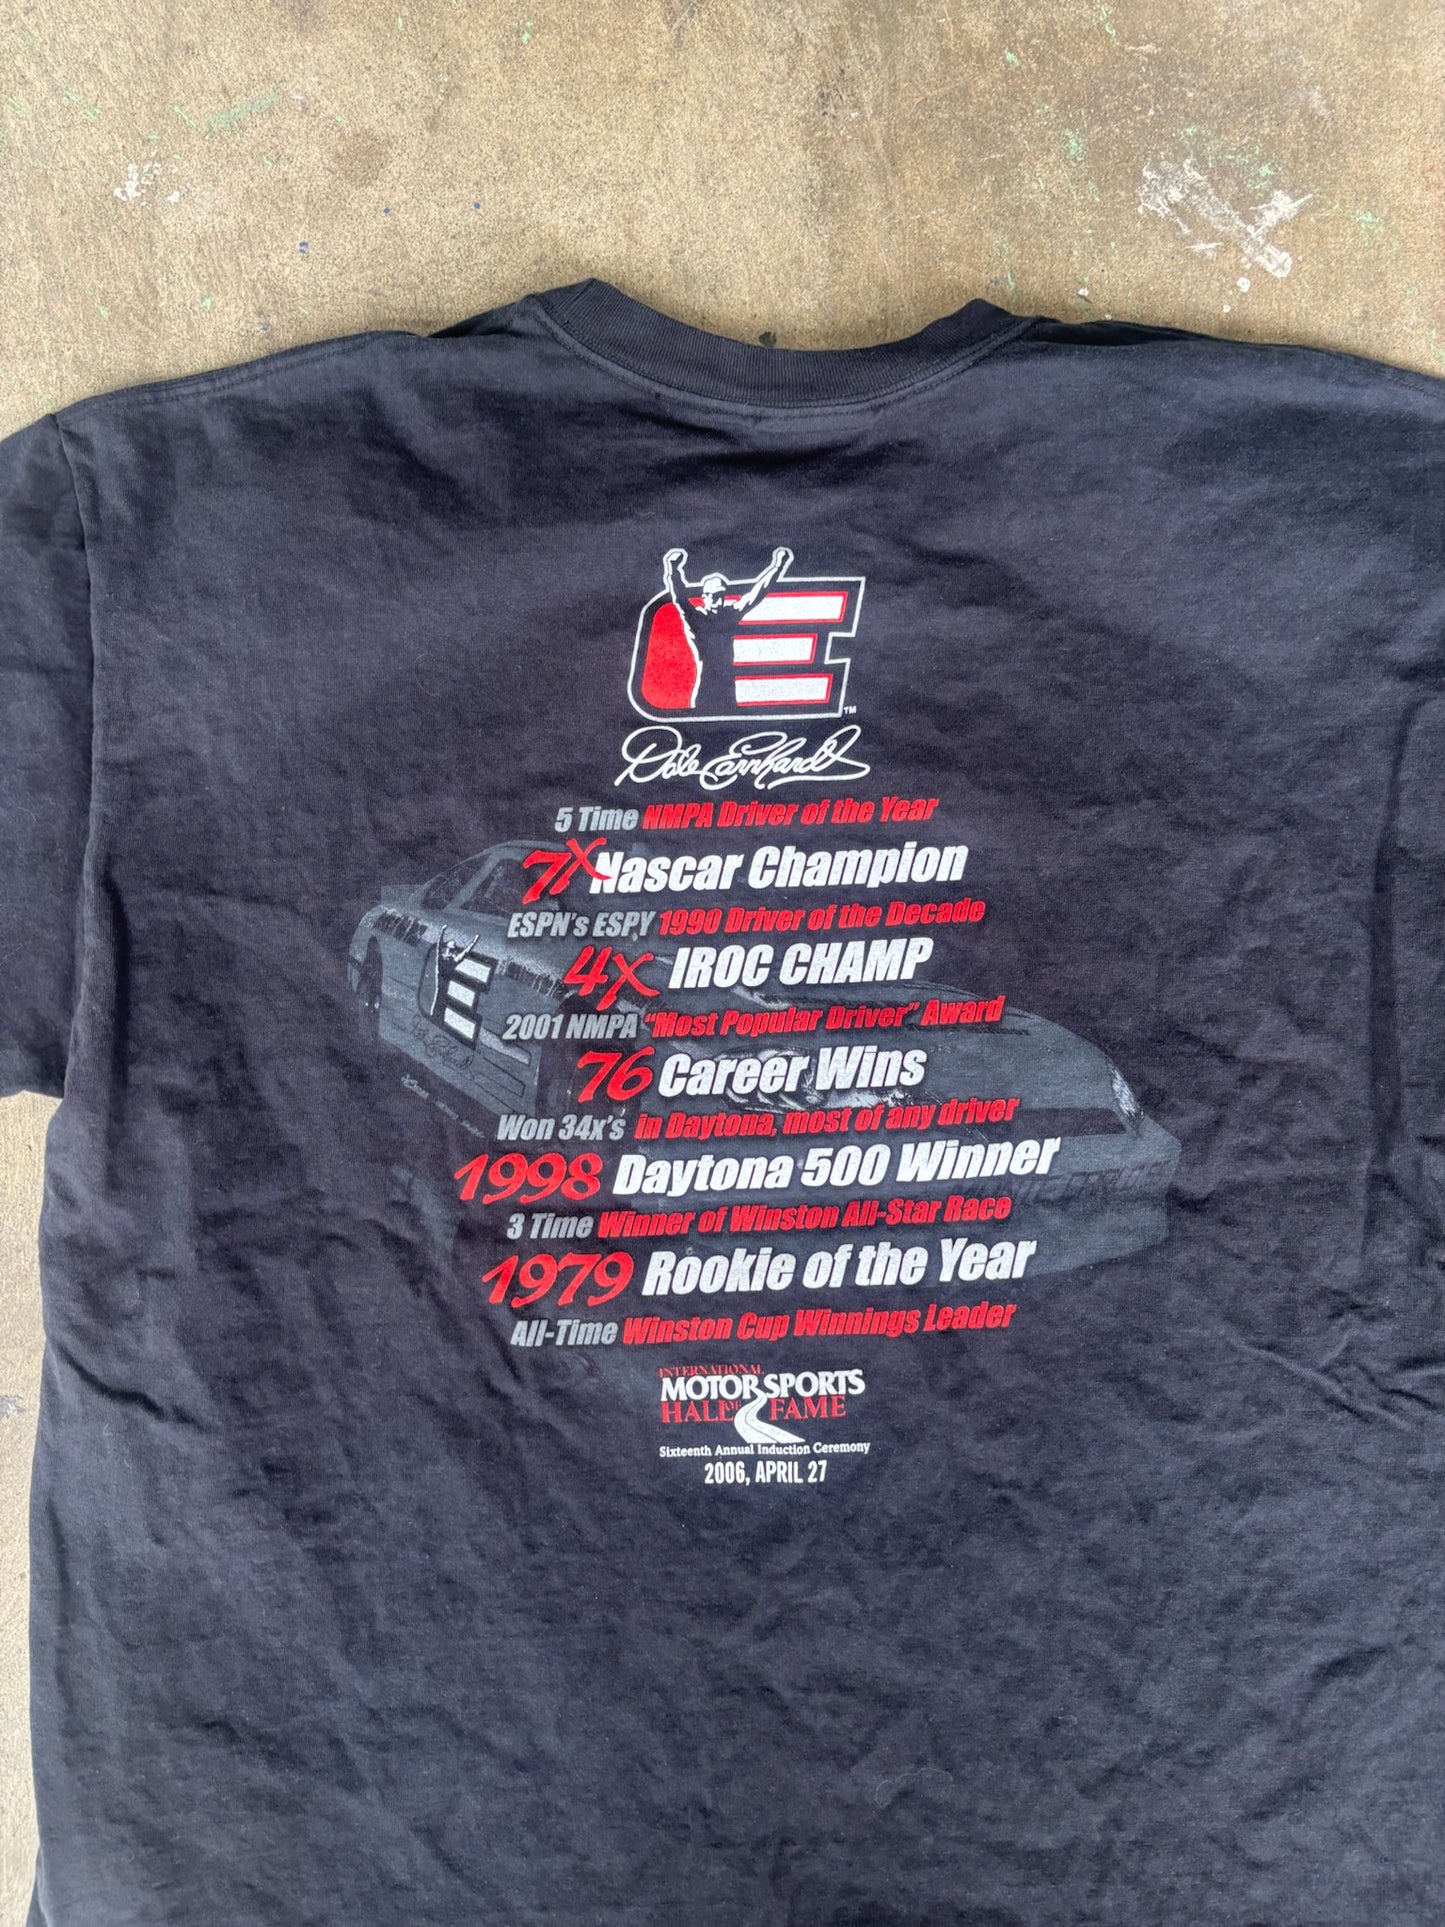 E
TM
Dale Earnhardt
5 Time NMPA Driver of the Year
7X Nascar Champion
ESPN's ESPY 1990 Driver of the Decade
4X IROC CHAMP
2001 NMPA "Most Popular Driver" Award
76 Career Wins
Won 34x's in Daytona, most of any driver
1998 Daytona 500 Winner
3 Time Winner of Winston All-Star Race
1979 Rookie of the Year
All-Time Winston Cup Winnings Leader
INTERNATIONAL
MOTORSPORTS
HALL OF FAME
Sixteenth Annual Induction Ceremony
2006, APRIL 27